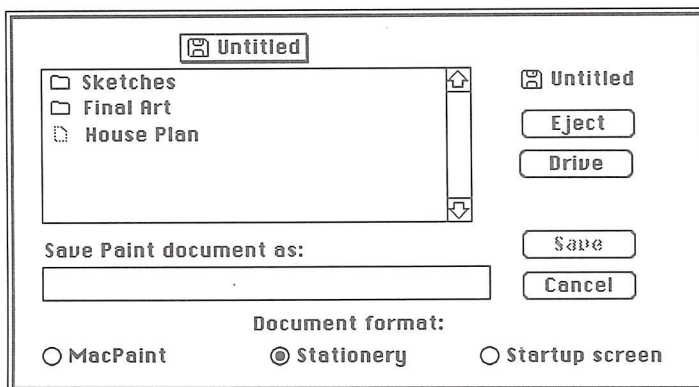 Untitled
Sketches
Final Art
House Plan
Untitled
Eject
Drive
Save Paint document as:
Save
Cancel
Document format:
MacPaint
Stationery
Startup screen